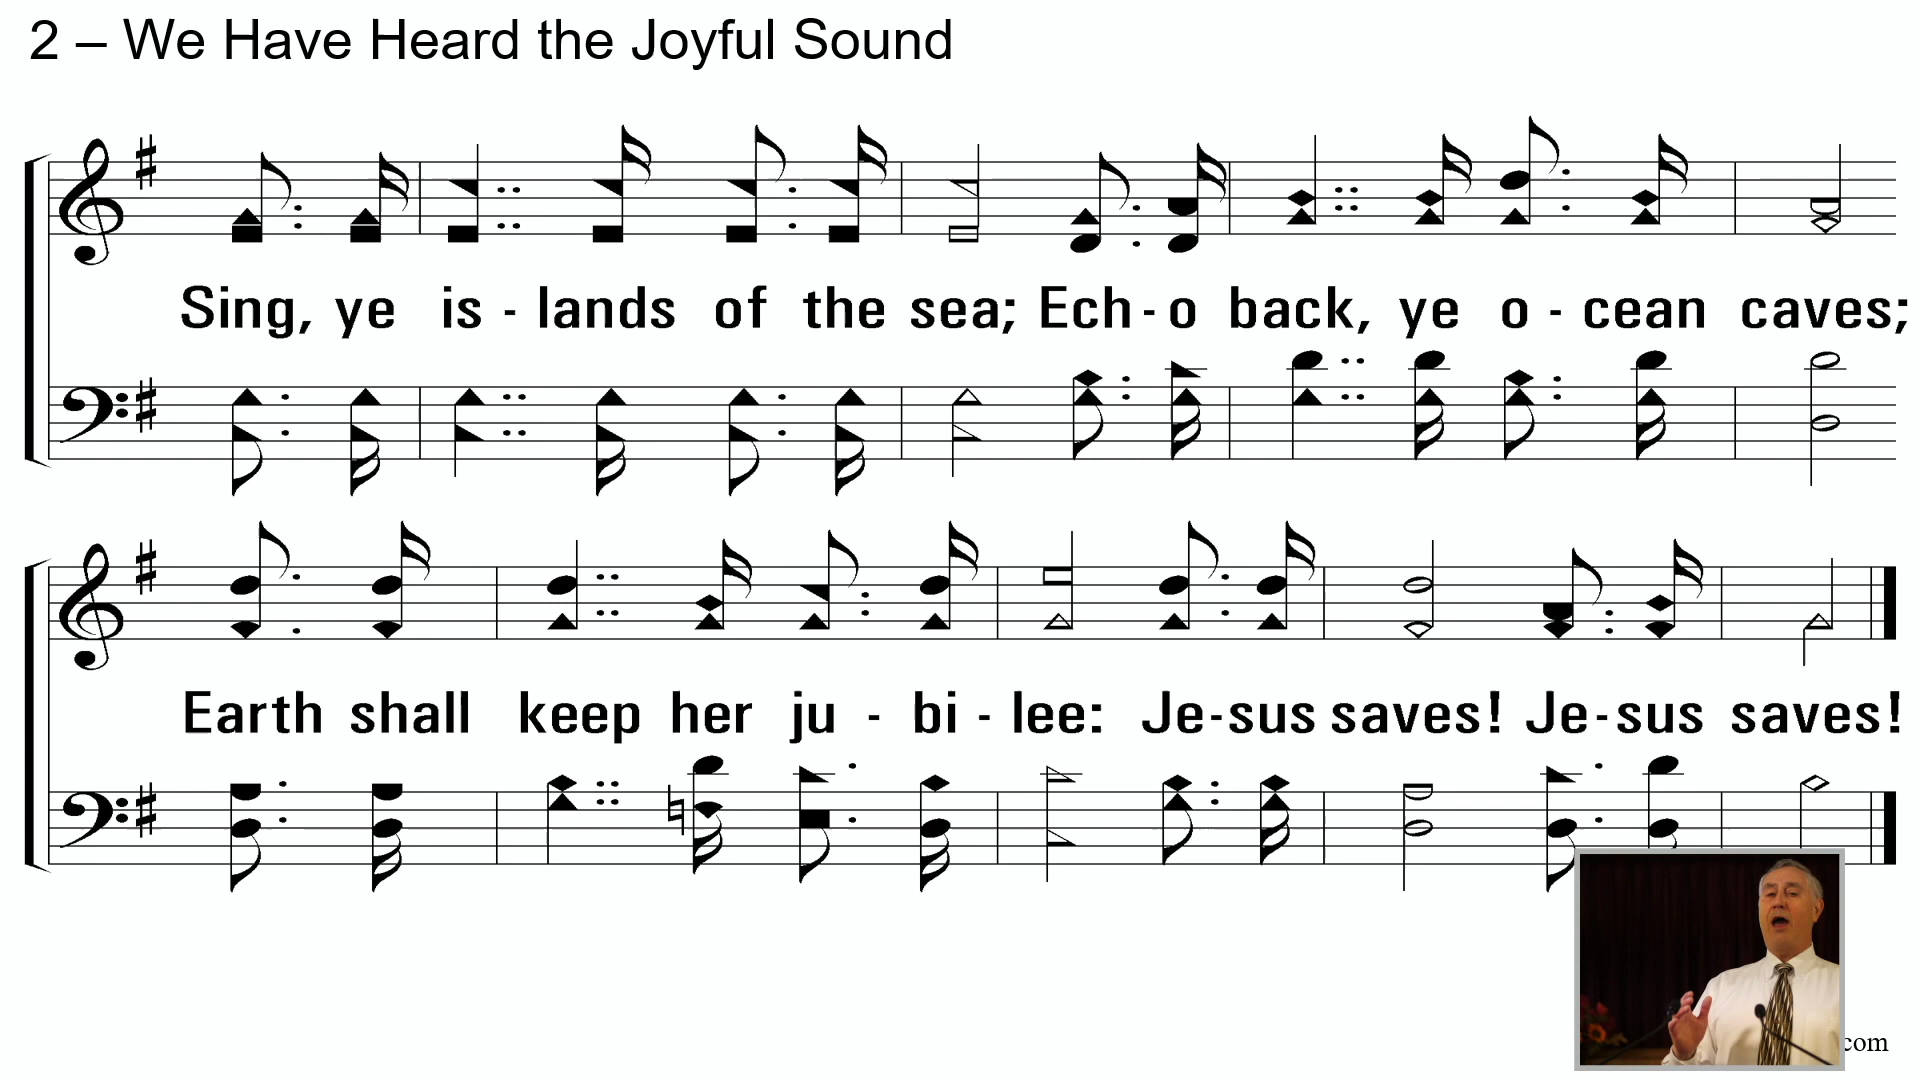 2 – We Have Heard the Joyful Sound
Sing, ye is - lands of the sea; Ech - o back, ye o - cean caves;
Earth shall keep her ju - bi - lee: Je - sus saves! Je - sus saves!
com